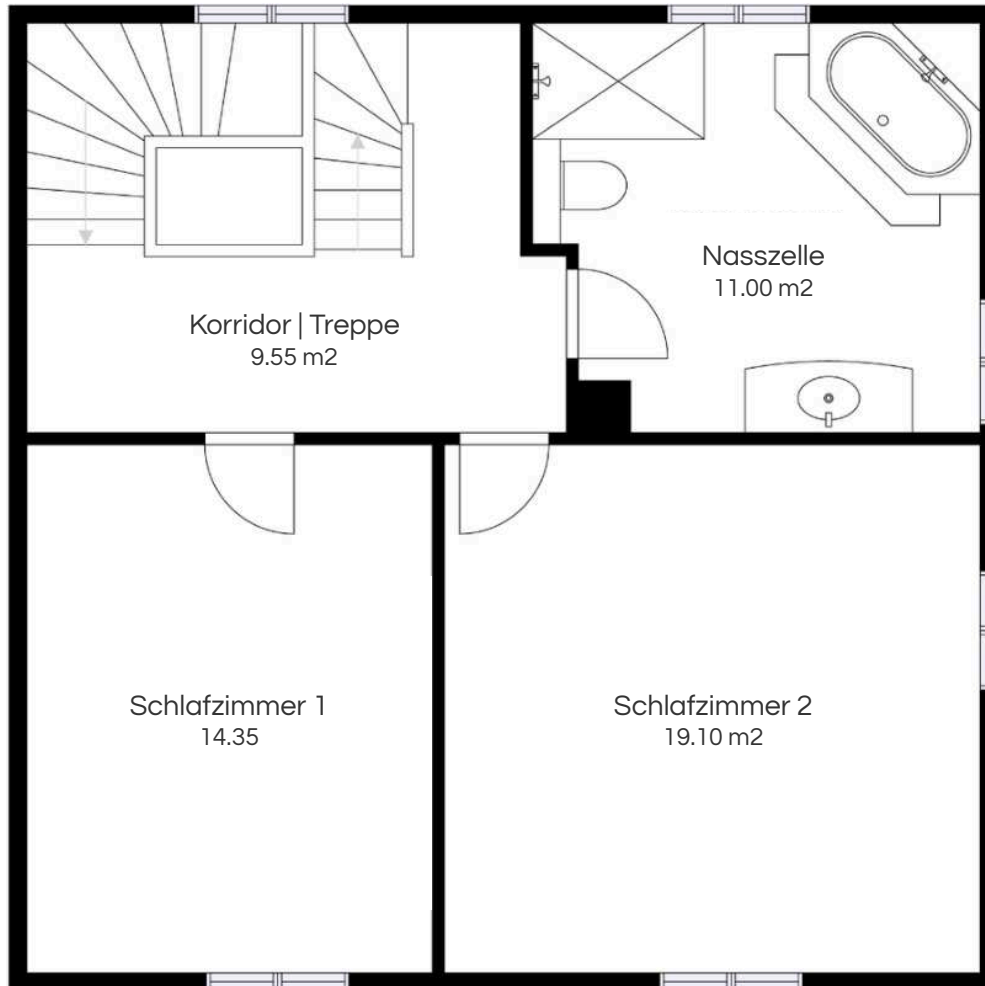 Nasszelle
11.00 m2
Korridor | Treppe
9.55 m2
Schlafzimmer 1
14.35
Schlafzimmer 2
19.10 m2